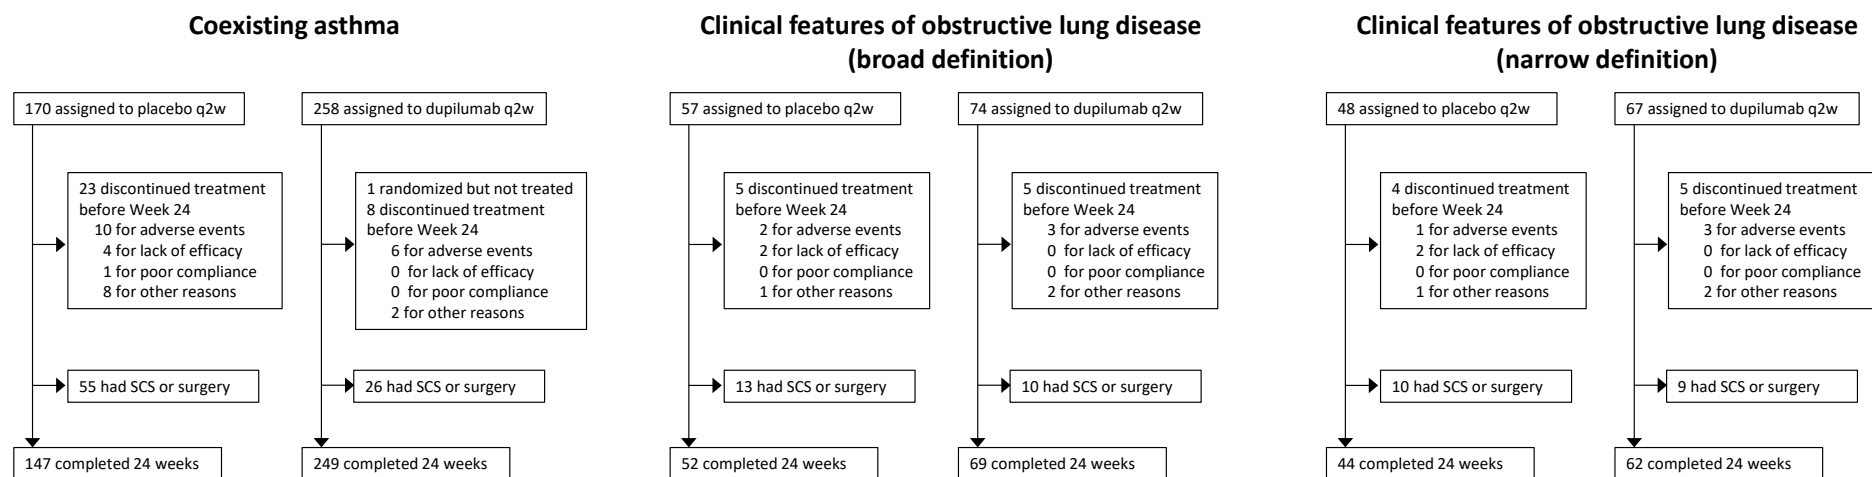 Coexisting asthma
170 assigned to placebo q2w
23 discontinued treatment
before Week 24
10 for adverse events
4 for lack of efficacy
1 for poor compliance
8 for other reasons
55 had SCS or surgery
147 completed 24 weeks
258 assigned to dupilumab q2w
1 randomized but not treated
8 discontinued treatment
before Week 24
6 for adverse events
0 for lack of efficacy
0 for poor compliance
2 for other reasons
26 had SCS or surgery
249 completed 24 weeks
Clinical features of obstructive lung disease
(broad definition)
57 assigned to placebo q2w
5 discontinued treatment
before Week 24
2 for adverse events
2 for lack of efficacy
0 for poor compliance
1 for other reasons
13 had SCS or surgery
52 completed 24 weeks
74 assigned to dupilumab q2w
5 discontinued treatment
before Week 24
3 for adverse events
0 for lack of efficacy
0 for poor compliance
2 for other reasons
10 had SCS or surgery
69 completed 24 weeks
Clinical features of obstructive lung disease
(narrow definition)
48 assigned to placebo q2w
4 discontinued treatment
before Week 24
1 for adverse events
2 for lack of efficacy
0 for poor compliance
1 for other reasons
10 had SCS or surgery
44 completed 24 weeks
67 assigned to dupilumab q2w
5 discontinued treatment
before Week 24
3 for adverse events
0 for lack of efficacy
0 for poor compliance
2 for other reasons
9 had SCS or surgery
62 completed 24 weeks